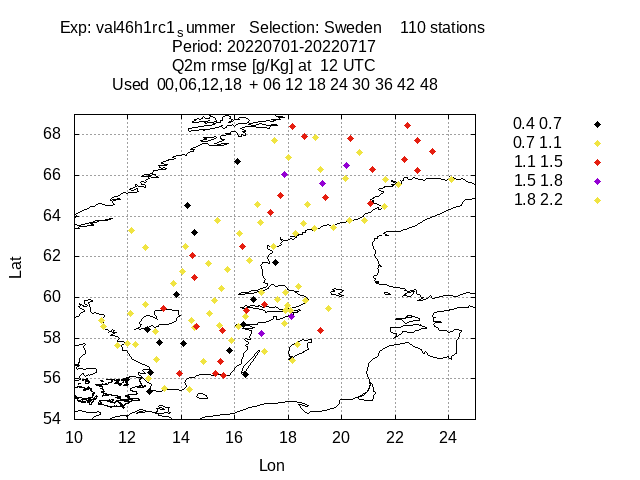 Exp: val46h1rc1summer Selection: Sweden 110 stations
Period: 20220701-20220717
Q2m rmse [g/Kg] at 12 UTC
Used 00,06,12,18 + 06 12 18 24 30 36 42 48
0.4 0.7
0.7 1.1
1.1 1.5
1.5 1.8
1.8 2.2
68
66
64
62
60
58
56
54
Lat
10 12 14 16 18 20 22 24
Lon